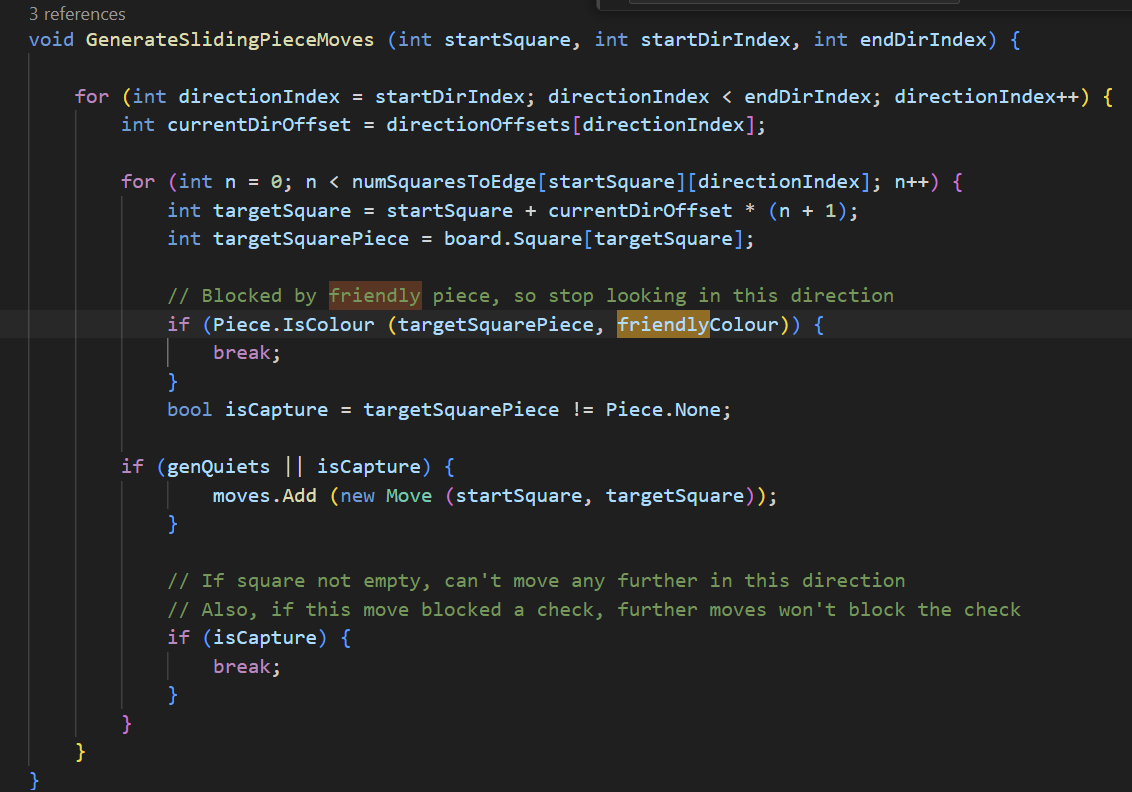 3 references
void GenerateSlidingPieceMoves (int startSquare, int startDirIndex, int endDirIndex) {
for (int directionIndex = startDirIndex; directionIndex < endDirIndex; directionIndex++) {
int currentDirOffset = directionOffsets[directionIndex];
for (int n = 0; n < numSquaresToEdge[startSquare][directionIndex]; n++) {
int targetSquare = startSquare + currentDirOffset * (n + 1);
int targetSquarePiece = board.Square[targetSquare];
// Blocked by friendly piece, so stop looking in this direction
if (Piece.IsColour (targetSquarePiece, friendlyColour)) {
break;
}
bool isCapture = targetSquarePiece != Piece.None;
if (genQuiets || isCapture) {
moves.Add (new Move (startSquare, targetSquare));
}
// If square not empty, can't move any further in this direction
// Also, if this move blocked a check, further moves won't block the check
if (isCapture) {
break;
}
}
}
}